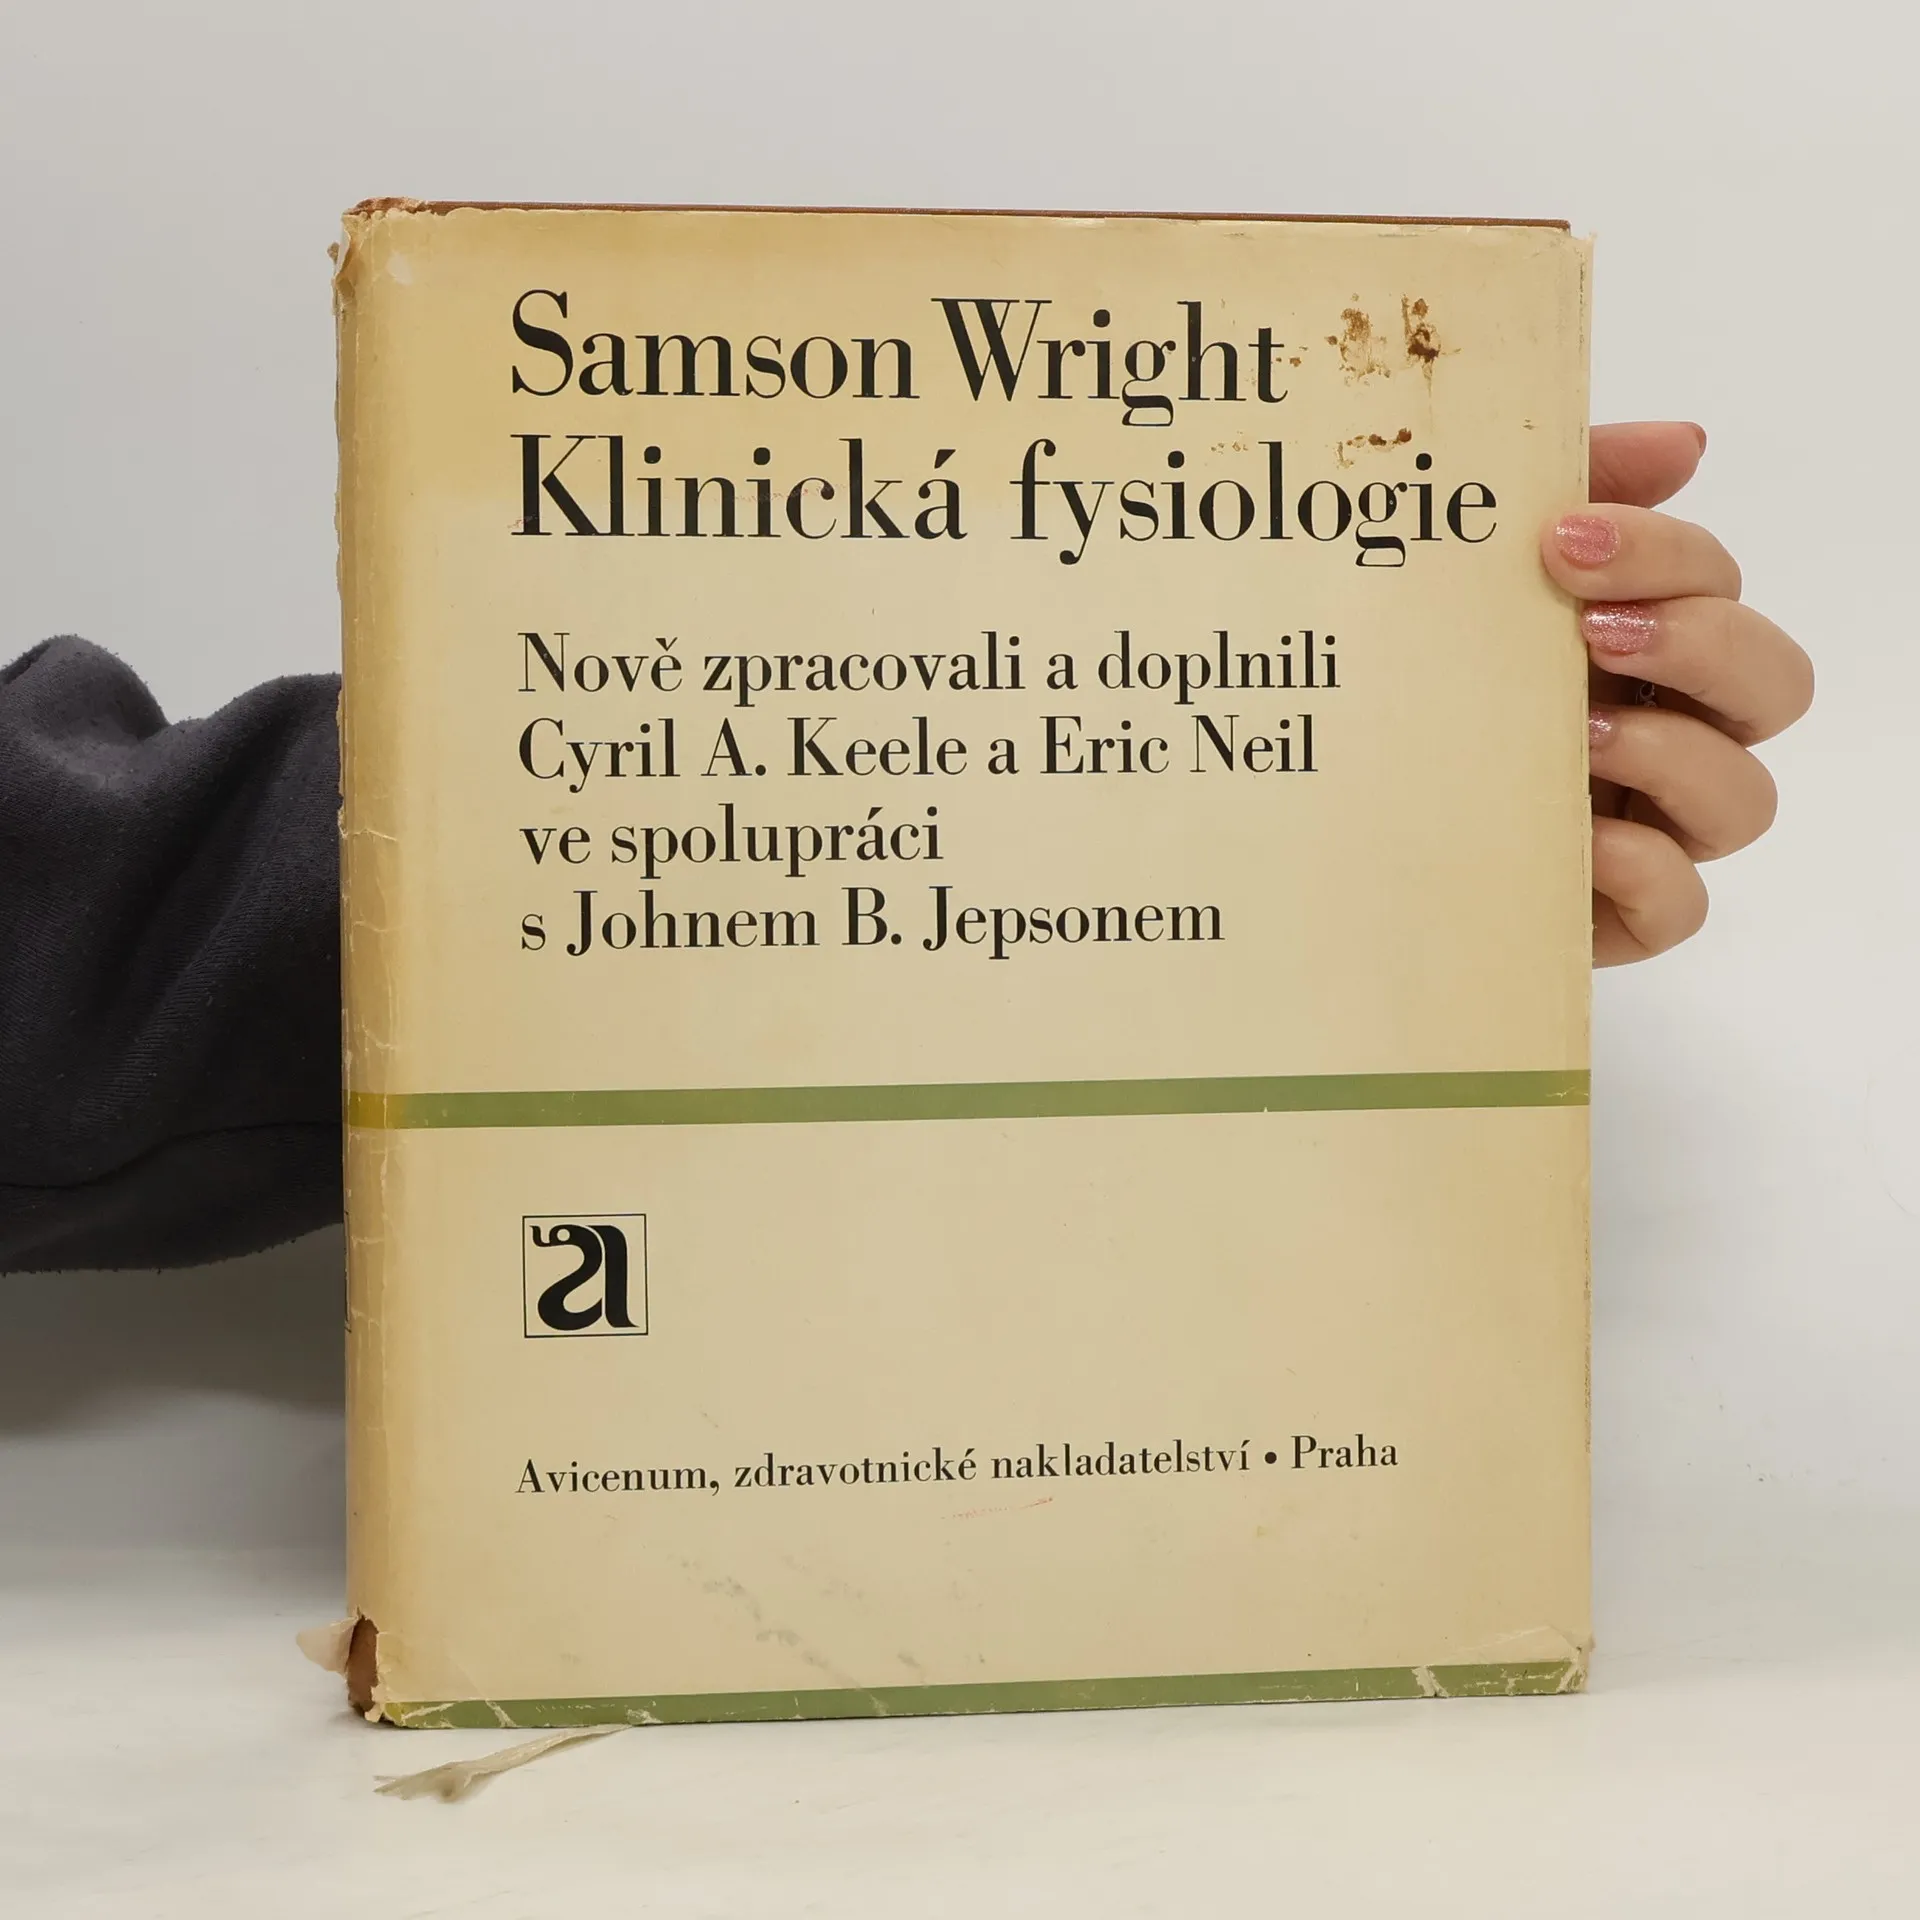 Samson Wright
Klinická fysiologie
Nově zpracovali a doplnili
Cyril A. Keele a Eric Neil
ve spolupráci
s Johnem B. Jepsonem
a
Avicenum, zdravotnické nakladatelství • Praha